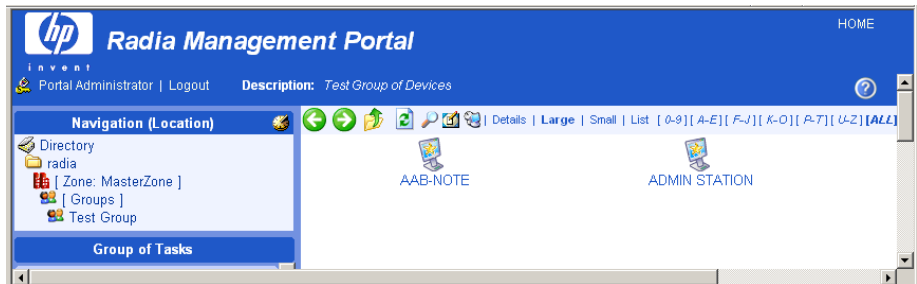 HOME
hp
Radia Management Portal
invent
Portal Administrator | Logout Description: Test Group of Devices
Navigation (Location)
Details | Large | Small | List [ 0-9 ][ A-E ][ F-J ][ K-O ][ P-T ][ U-Z ][ALL]
Directory
radia
[ Zone: MasterZone ]
[ Groups ]
Test Group
AAB-NOTE
ADMIN STATION
Group of Tasks